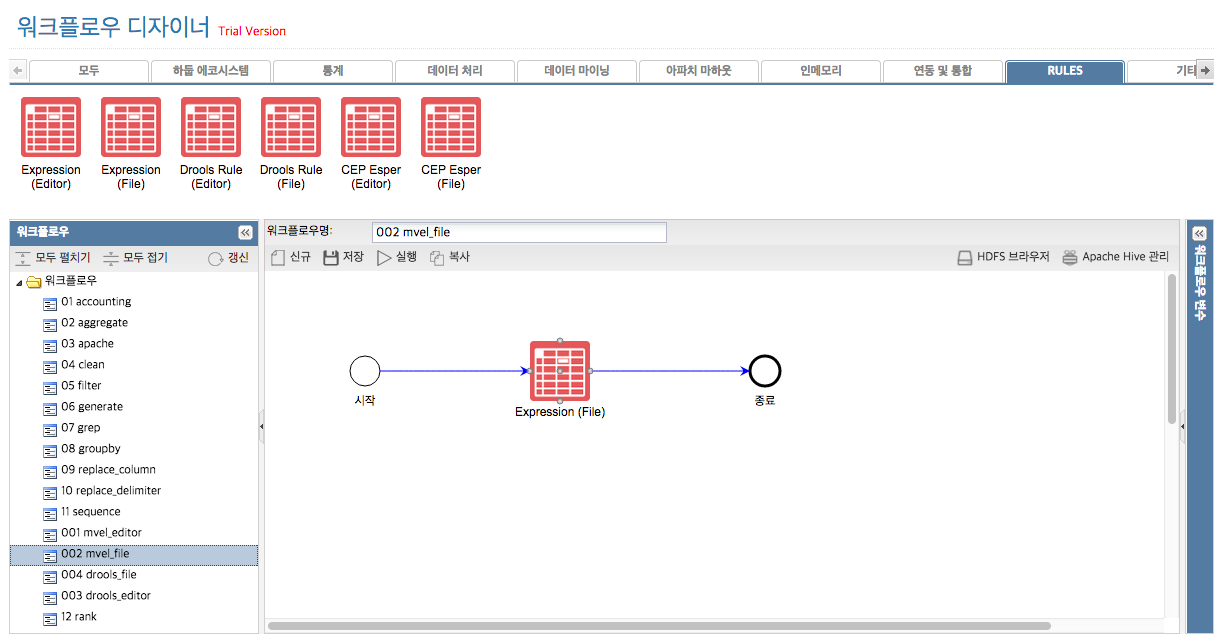 워크플로우 디자이너 Trial Version
모두 하둡 에코시스템 통계 데이터 처리 데이터 마이닝 아파치 마하웃 인메모리 연동 및 통합 RULES 기타
Expression (Editor)
Expression (File)
Drools Rule (Editor)
Drools Rule (File)
CEP Esper (Editor)
CEP Esper (File)
워크플로우
모두 펼치기 모두 접기 갱신
워크플로우
01 accounting
02 aggregate
03 apache
04 clean
05 filter
06 generate
07 grep
08 groupby
09 replace_column
10 replace_delimiter
11 sequence
001 mvel_editor
002 mvel_file
004 drools_file
003 drools_editor
12 rank
워크플로우명: 002 mvel_file
신규 저장 실행 복사 HDFS 브라우저 Apache Hive 관리
시작
Expression (File)
종료
워크플로우 변수